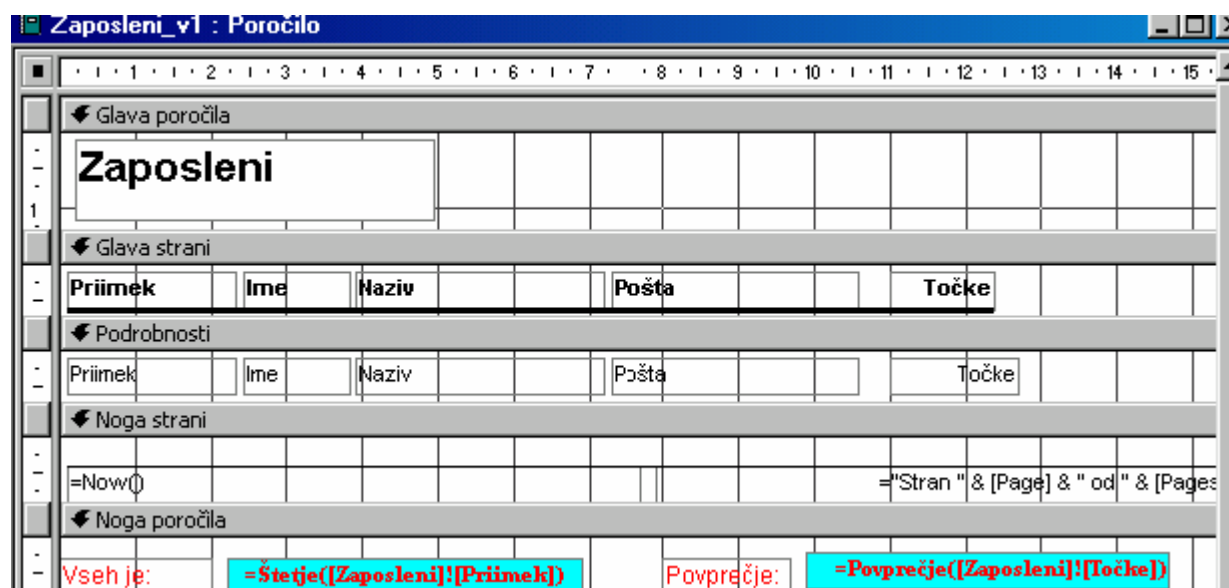 Zaposleni_v1 : Poročilo
1 2 3 4 5 6 7 8 9 10 11 12 13 14 15
Glava poročila
Zaposleni
1
Glava strani
Priimek Ime Naziv Pošta Točke
Podrobnosti
Priimek Ime Naziv Pošta Točke
Noga strani
=Now() ="Stran " & [Page] & " od " & [Pages
Noga poročila
Vseh je: =Štetje([Zaposleni]![Priimek]) Povprečje: =Povprečje([Zaposleni]![Točke])